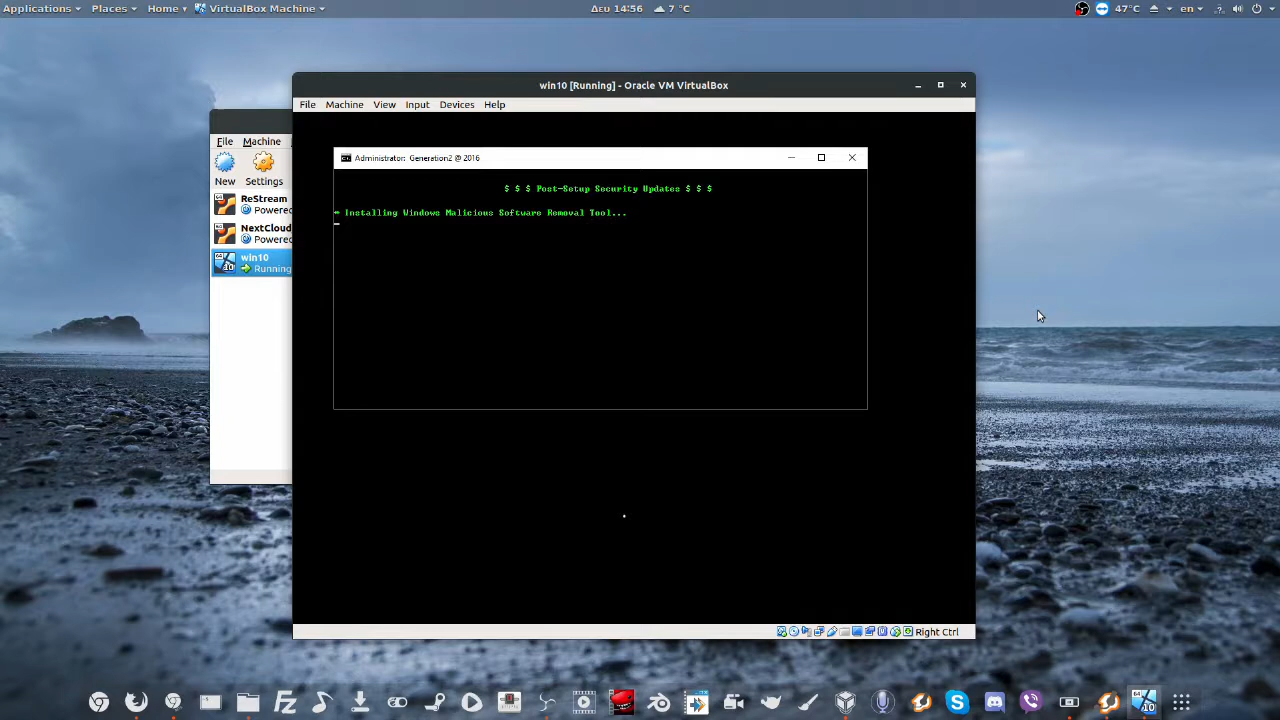 Applications Places Home VirtualBox Machine Δευ 14:56 7 °C 47°C en
win10 [Running] - Oracle VM VirtualBox
File Machine View Input Devices Help
File Machine
New Settings
ReStream
Powered
NextCloud
Powered
win10
Running
Administrator: Generation2 @ 2016
$ $ $ Post-Setup Security Updates $ $ $
* Installing Windows Malicious Software Removal Tool...
Right Ctrl